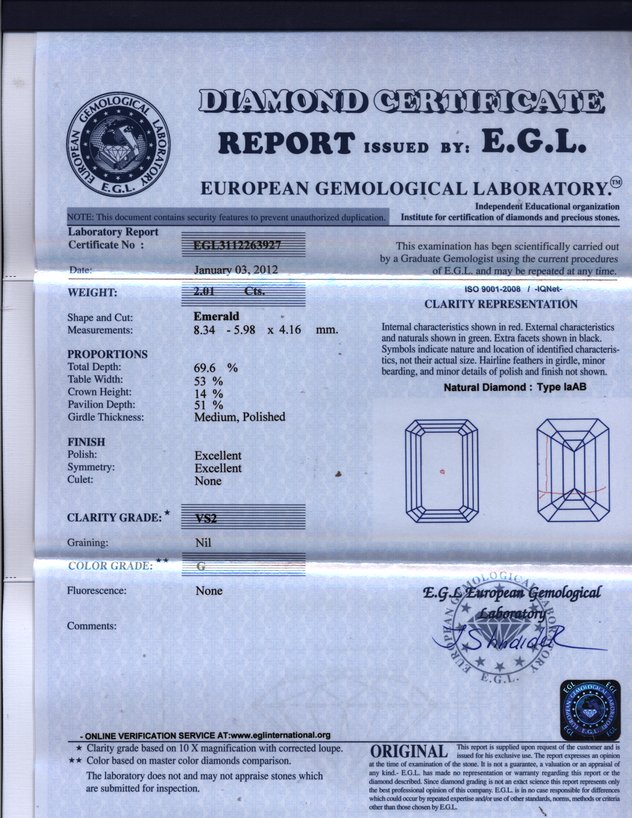 DIAMOND CERTIFICATE
REPORT ISSUED BY: E.G.L.
EUROPEAN GEMOLOGICAL LABORATORY.™
EUROPEAN GEMOLOGICAL LABORATORY
E.G.L.
Independent Educational organization
Institute for certification of diamonds and precious stones.
NOTE: This document contains security features to prevent unauthorized duplication.
Laboratory Report
Certificate No : EGL3112263927
Date: January 03, 2012
WEIGHT: 2.01 Cts.
Shape and Cut: Emerald
Measurements: 8.34 - 5.98 x 4.16 mm.
PROPORTIONS
Total Depth: 69.6 %
Table Width: 53 %
Crown Height: 14 %
Pavilion Depth: 51 %
Girdle Thickness: Medium, Polished
FINISH
Polish: Excellent
Symmetry: Excellent
Culet: None
CLARITY GRADE: * VS2
Graining: Nil
COLOR GRADE: ** G
Fluorescence: None
Comments:
This examination has been scientifically carried out
by a Graduate Gemologist using the current procedures
of E.G.L. and may be repeated at any time.
ISO 9001-2008 / -IQNet-
CLARITY REPRESENTATION
Internal characteristics shown in red. External characteristics
and naturals shown in green. Extra facets shown in black.
Symbols indicate nature and location of identified characteris-
tics, not their actual size. Hairline feathers in girdle, minor
bearding, and minor details of polish and finish not shown.
Natural Diamond : Type IaAB
E.G.L European Gemological
Laboratory
EUROPEAN GEMOLOGICAL LABORATORY
E.G.L.
- ONLINE VERIFICATION SERVICE AT:www.eglinternational.org
* Clarity grade based on 10 X magnification with corrected loupe.
** Color based on master color diamonds comparison.
The laboratory does not and may not appraise stones which
are submitted for inspection.
ORIGINAL This report is supplied upon request of the customer and is
issued for his exclusive use. The report expresses an opinion
at the time of examination of the stone. It is not a guarantee, a valuation or an appraisal of
any kind.- E.G.L. has made no representation or warranty regarding this report or the
diamond described. Since diamond grading is not an exact science this report represents only
the best professional opinion of this company. E.G.L. is in no case responsible for differences
which could occur by repeated expertise and/or use of other standards, norms, methods or criteria
other than those chosen by E.G.L.